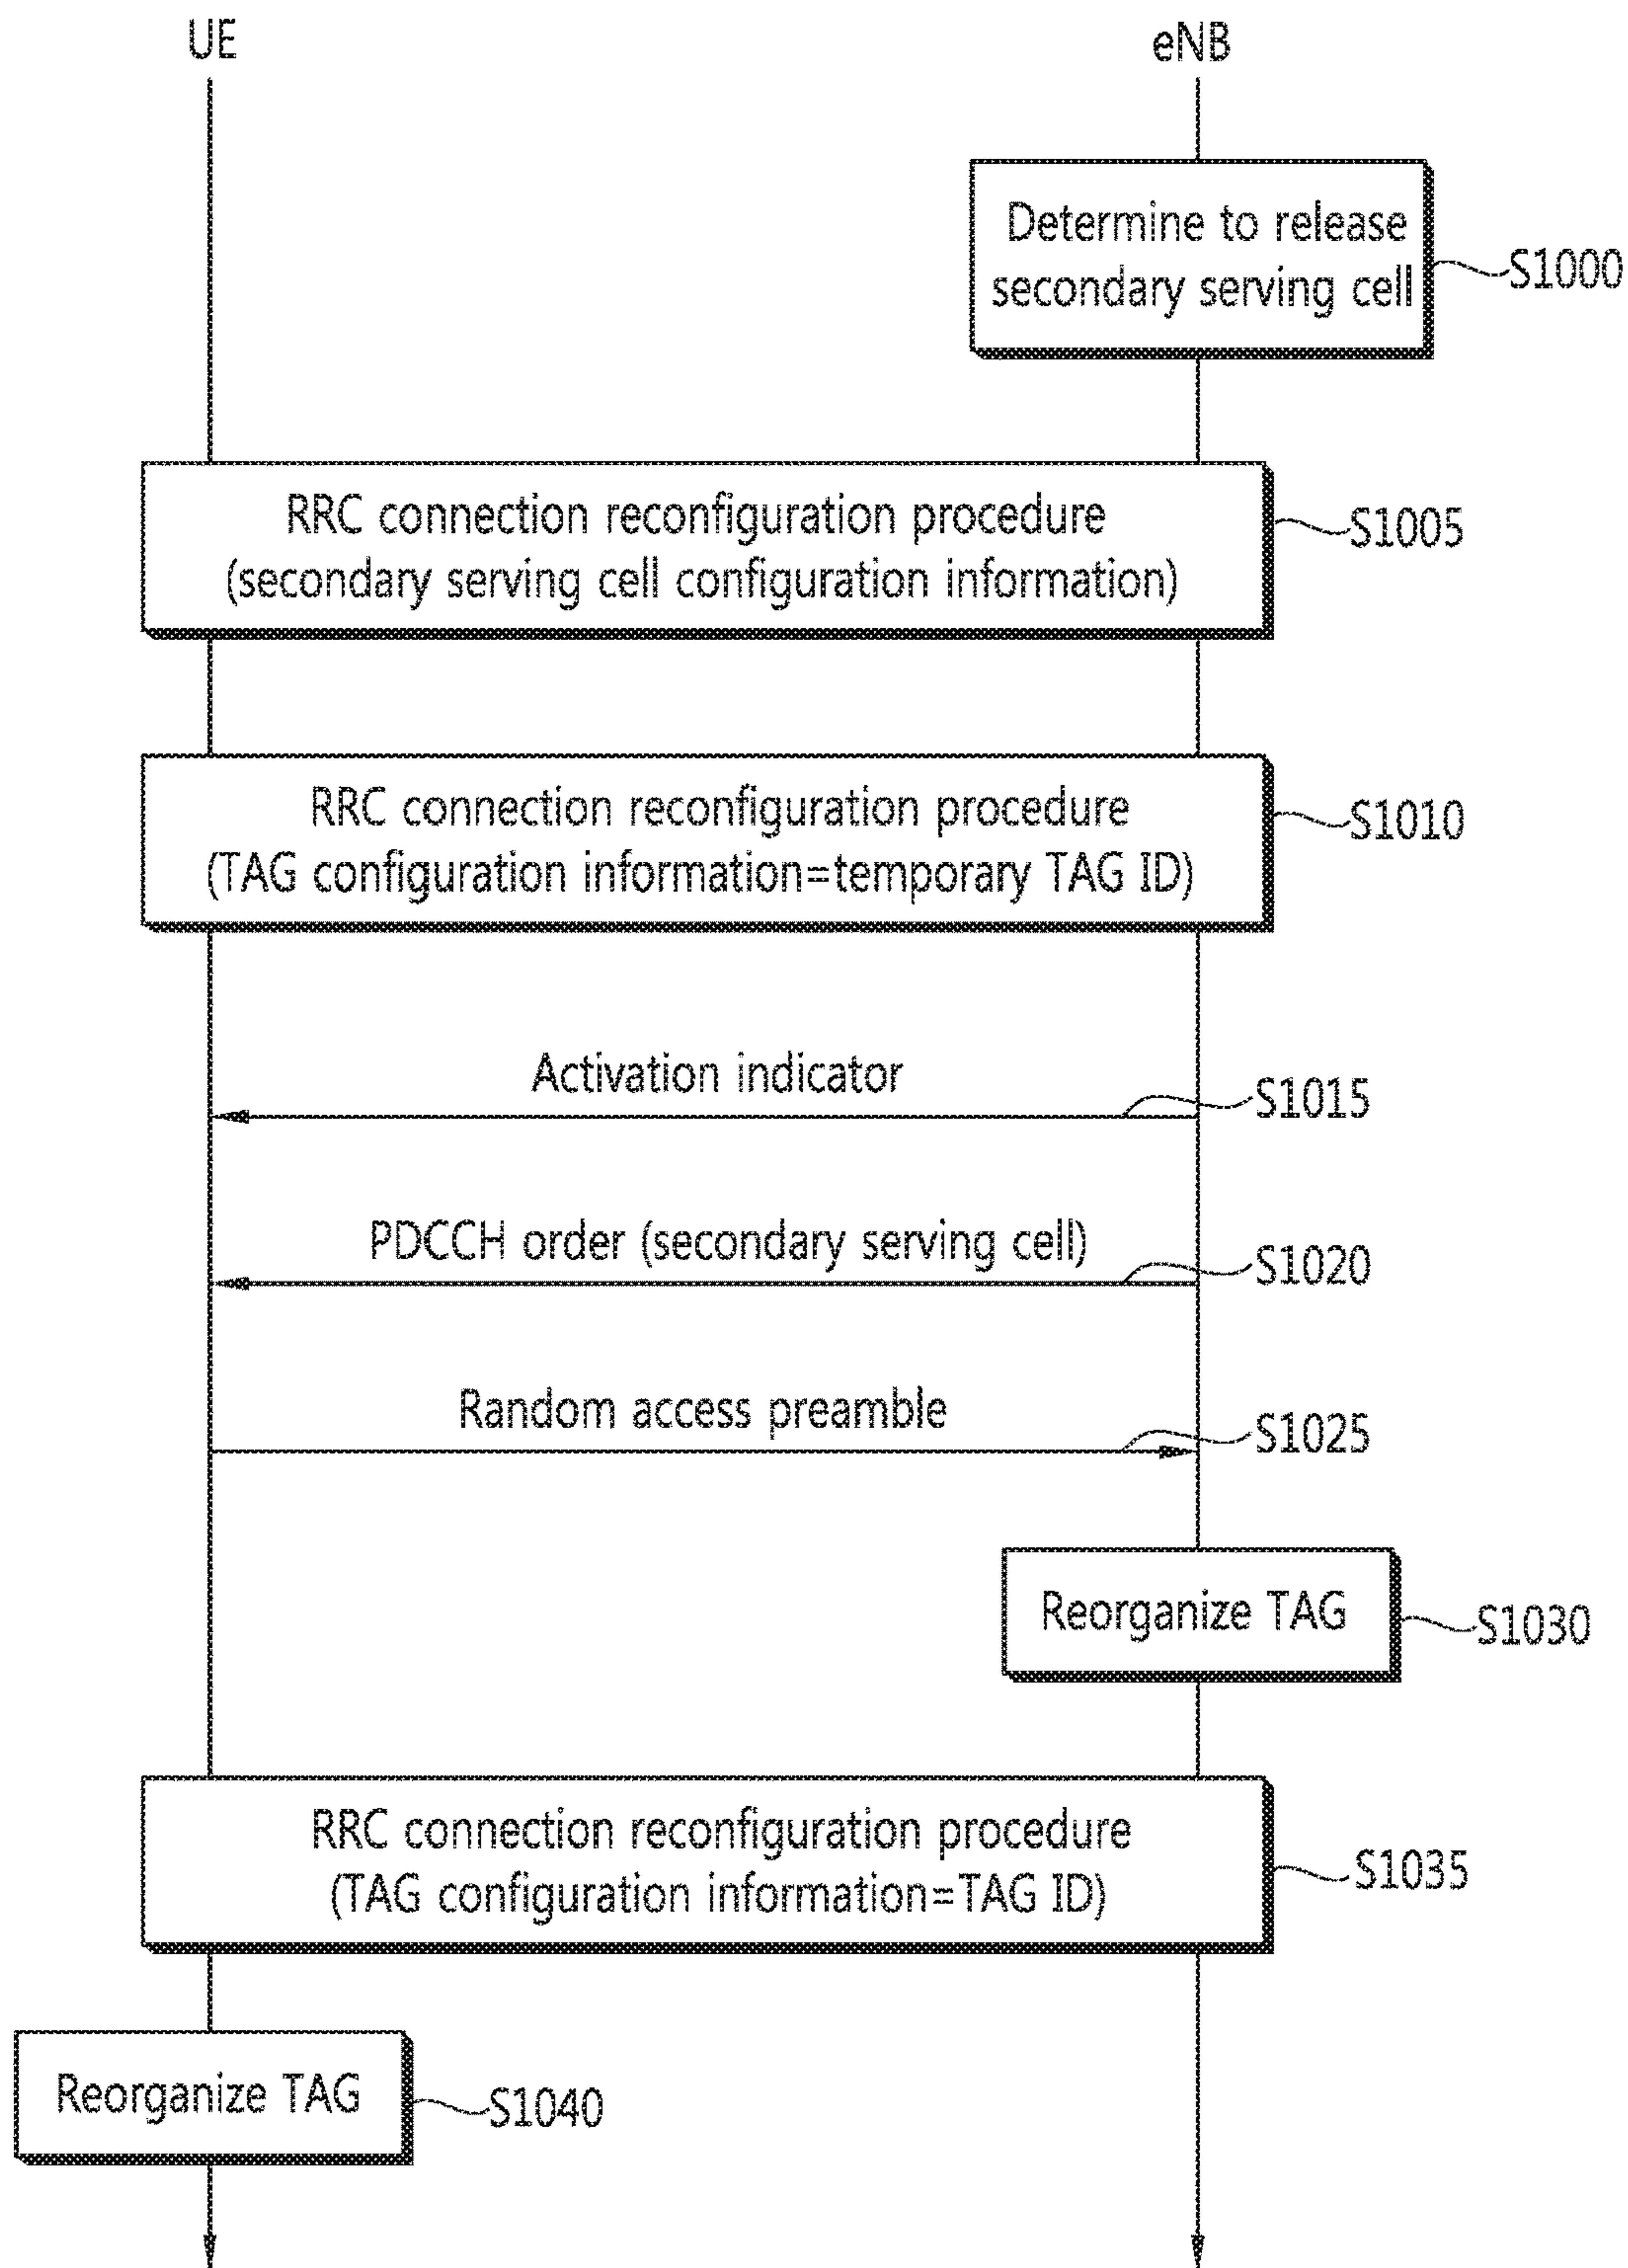 UE
eNB
Determine to release
secondary serving cell
S1000
RRC connection reconfiguration procedure
(secondary serving cell configuration information)
S1005
RRC connection reconfiguration procedure
(TAG configuration information=temporary TAG ID)
S1010
Activation indicator
S1015
PDCCH order (secondary serving cell)
S1020
Random access preamble
S1025
Reorganize TAG
S1030
RRC connection reconfiguration procedure
(TAG configuration information=TAG ID)
S1035
Reorganize TAG
S1040